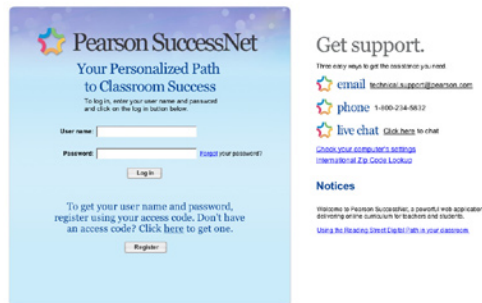 Pearson SuccessNet
Your Personalized Path
to Classroom Success
To log in, enter your user name and password
and click on the log in button below.
User name:
Password:
Forgot your password?
Log in
To get your user name and password,
register using your access code. Don't have
an access code? Click here to get one.
Register
Get support.
Three easy ways to get the assistance you need
email technical.support@pearson.com
phone 1-800-234-5832
live chat Click here to chat
Check your computer's settings
International Zip Code Lookup
Notices
Welcome to Pearson SuccessNet, a powerful web application
delivering online curriculum for teachers and students.
Using the Reading Street Digital Path in your classroom